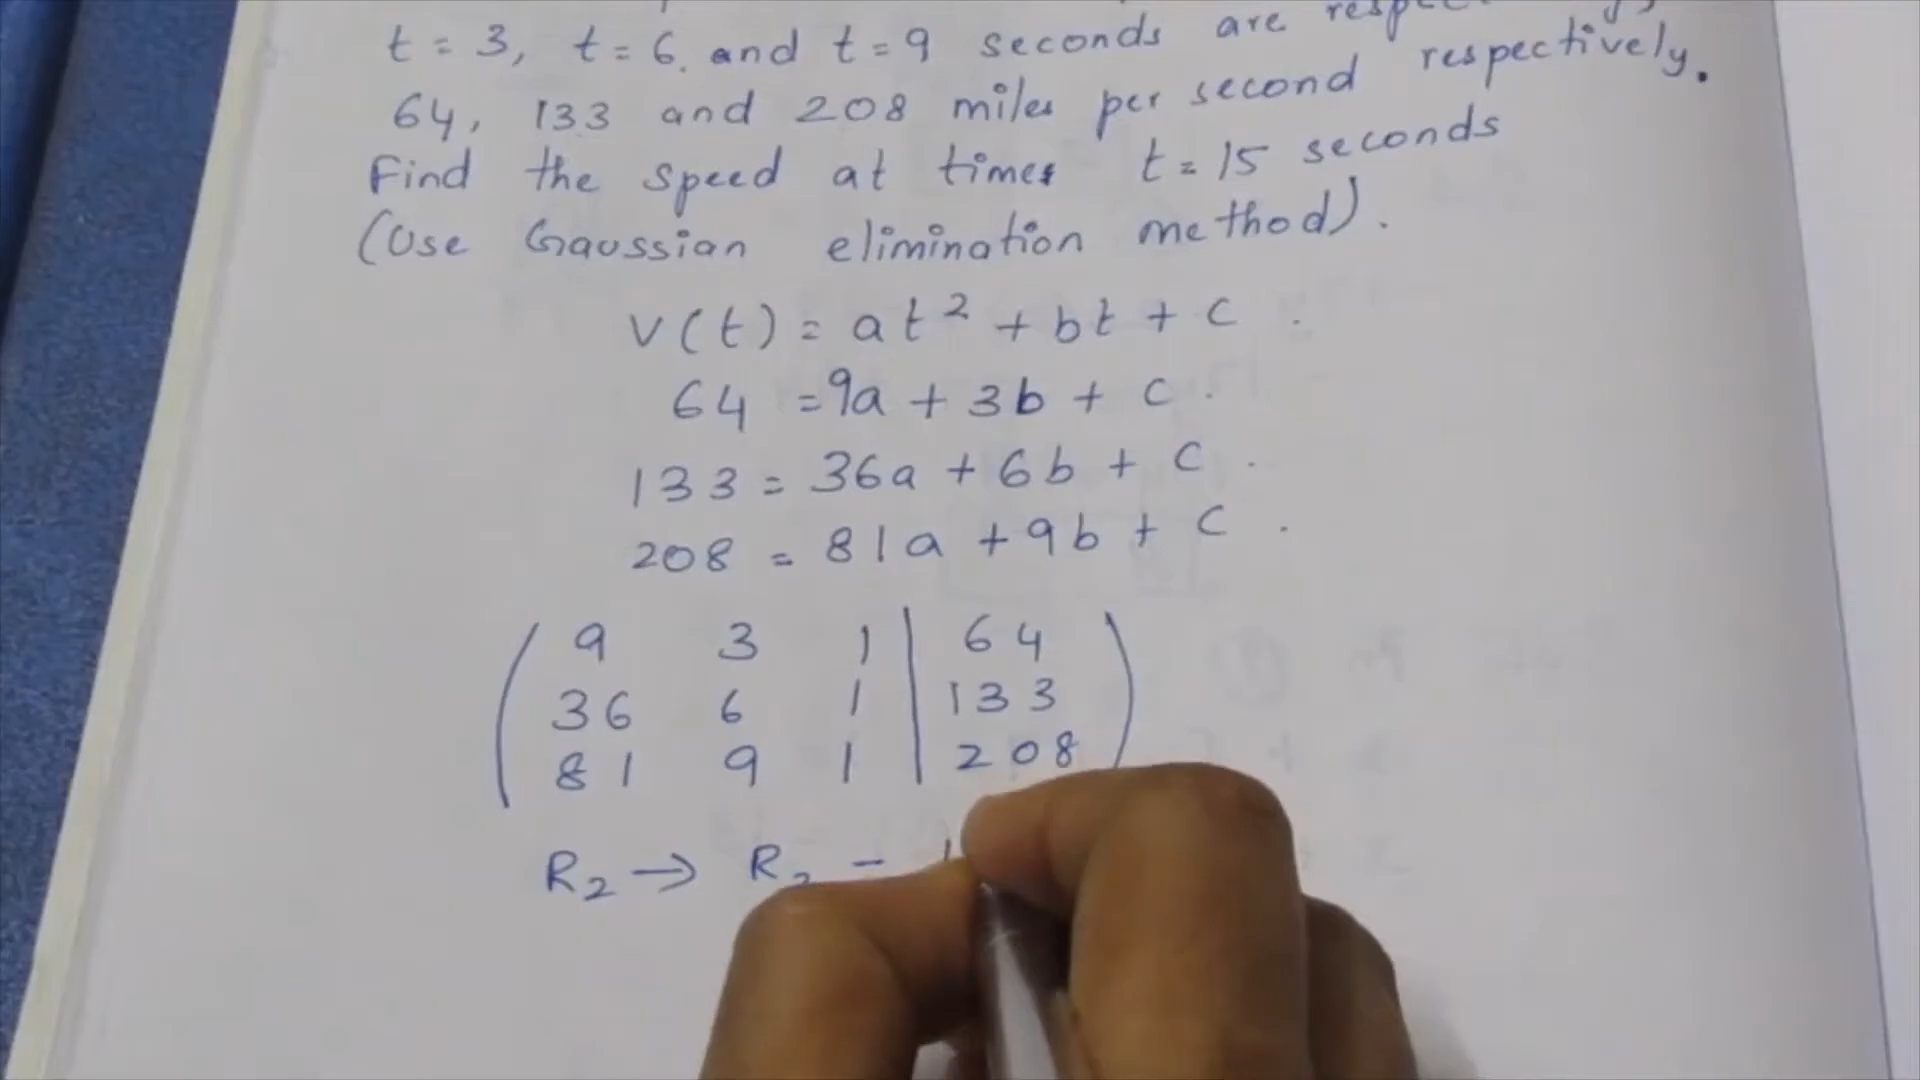 t = 3, t = 6. and t = 9 seconds are
64, 133 and 208 miles per second respectively.
Find the speed at times t = 15 seconds
(Use Gaussian elimination method).
v(t) = at² + bt + c .
64 = 9a + 3b + c .
133 = 36a + 6b + c .
208 = 81a + 9b + c .
9 3 1 | 64
36 6 1 | 133
81 9 1 | 208
R₂ → R₂ –